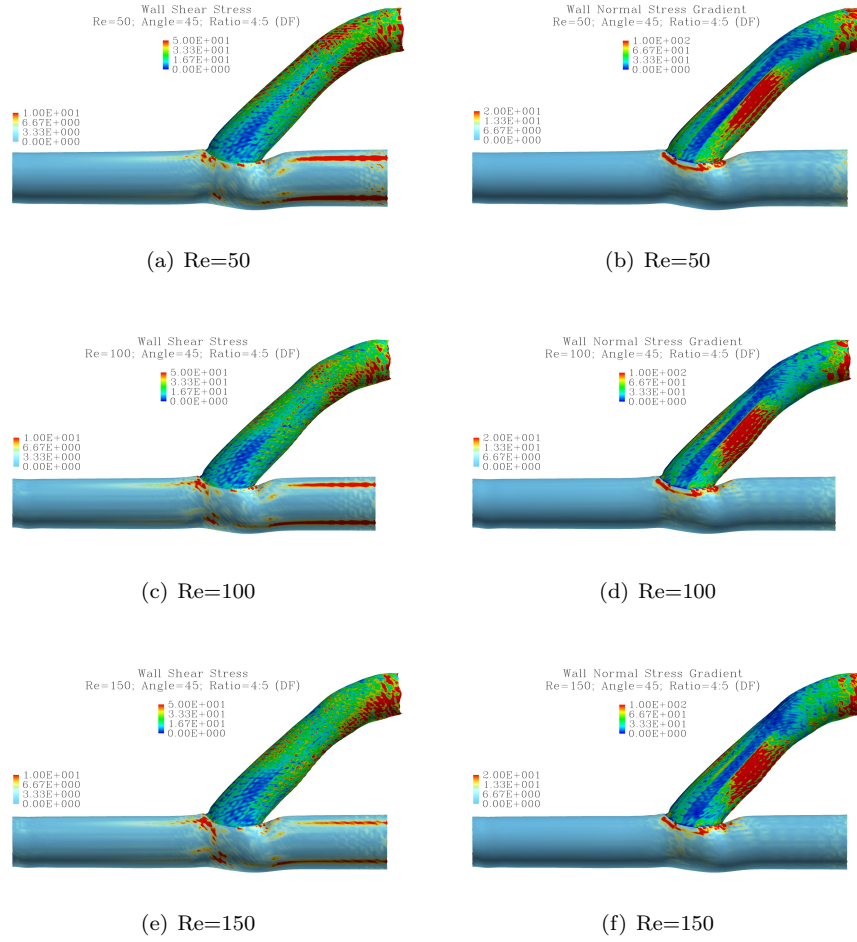 Wall Shear Stress
Re=50; Angle=45; Ratio=4:5 (DF)
5.00E+001
3.33E+001
1.67E+001
0.00E+000
1.00E+001
6.67E+000
3.33E+000
0.00E+000
(a) Re=50
Wall Normal Stress Gradient
Re=50; Angle=45; Ratio=4:5 (DF)
1.00E+002
6.67E+001
3.33E+001
0.00E+000
2.00E+001
1.33E+001
6.67E+000
0.00E+000
(b) Re=50
Wall Shear Stress
Re=100; Angle=45; Ratio=4:5 (DF)
5.00E+001
3.33E+001
1.67E+001
0.00E+000
1.00E+001
6.67E+000
3.33E+000
0.00E+000
(c) Re=100
Wall Normal Stress Gradient
Re=100; Angle=45; Ratio=4:5 (DF)
1.00E+002
6.67E+001
3.33E+001
0.00E+000
2.00E+001
1.33E+001
6.67E+000
0.00E+000
(d) Re=100
Wall Shear Stress
Re=150; Angle=45; Ratio=4:5 (DF)
5.00E+001
3.33E+001
1.67E+001
0.00E+000
1.00E+001
6.67E+000
3.33E+000
0.00E+000
(e) Re=150
Wall Normal Stress Gradient
Re=150; Angle=45; Ratio=4:5 (DF)
1.00E+002
6.67E+001
3.33E+001
0.00E+000
2.00E+001
1.33E+001
6.67E+000
0.00E+000
(f) Re=150